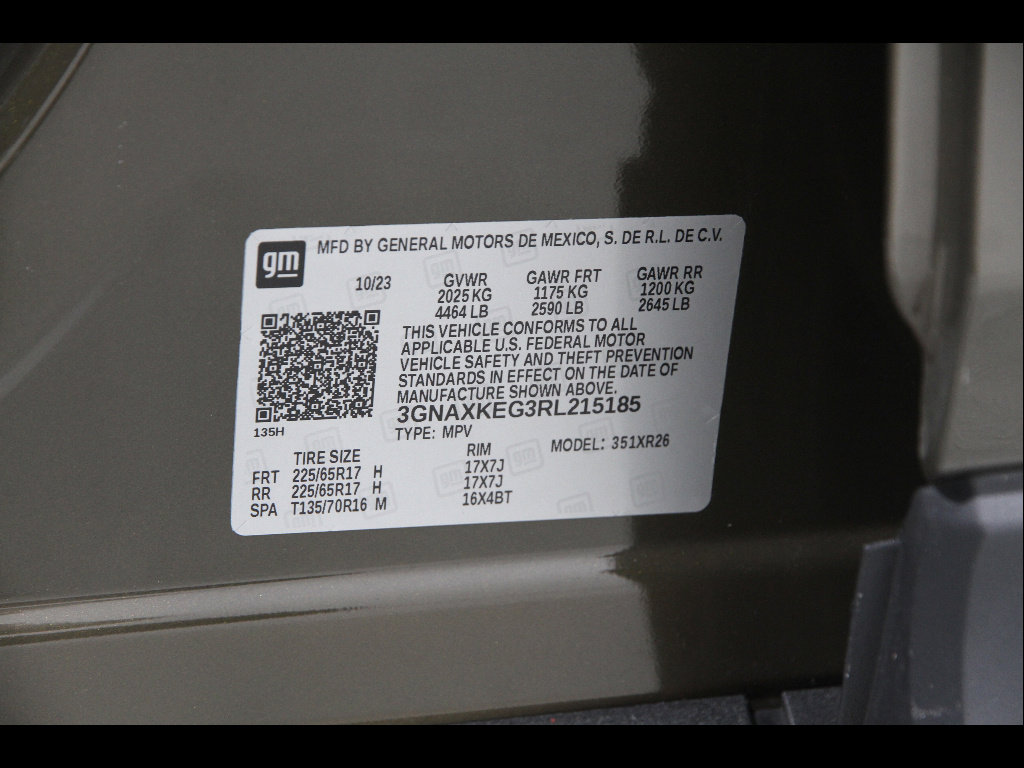 gm MFD BY GENERAL MOTORS DE MEXICO, S. DE R.L. DE C.V.
10/23 GVWR GAWR FRT GAWR RR
2025 KG 1175 KG 1200 KG
4464 LB 2590 LB 2645 LB
THIS VEHICLE CONFORMS TO ALL
APPLICABLE U.S. FEDERAL MOTOR
VEHICLE SAFETY AND THEFT PREVENTION
STANDARDS IN EFFECT ON THE DATE OF
MANUFACTURE SHOWN ABOVE.
3GNAXKEG3RL215185
135H TYPE: MPV
TIRE SIZE RIM MODEL: 351XR26
FRT 225/65R17 H 17X7J
RR 225/65R17 H 17X7J
SPA T135/70R16 M 16X4BT